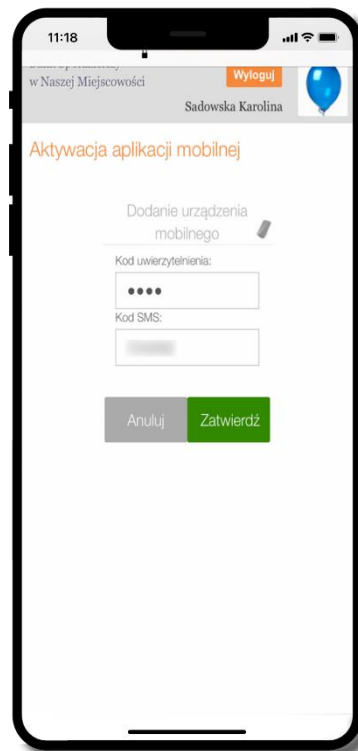 11:18
w Naszej Miejscowości
Wyloguj
Sadowska Karolina
Aktywacja aplikacji mobilnej
Dodanie urządzenia
mobilnego
Kod uwierzytelnienia:
••••
Kod SMS:
Anuluj
Zatwierdź